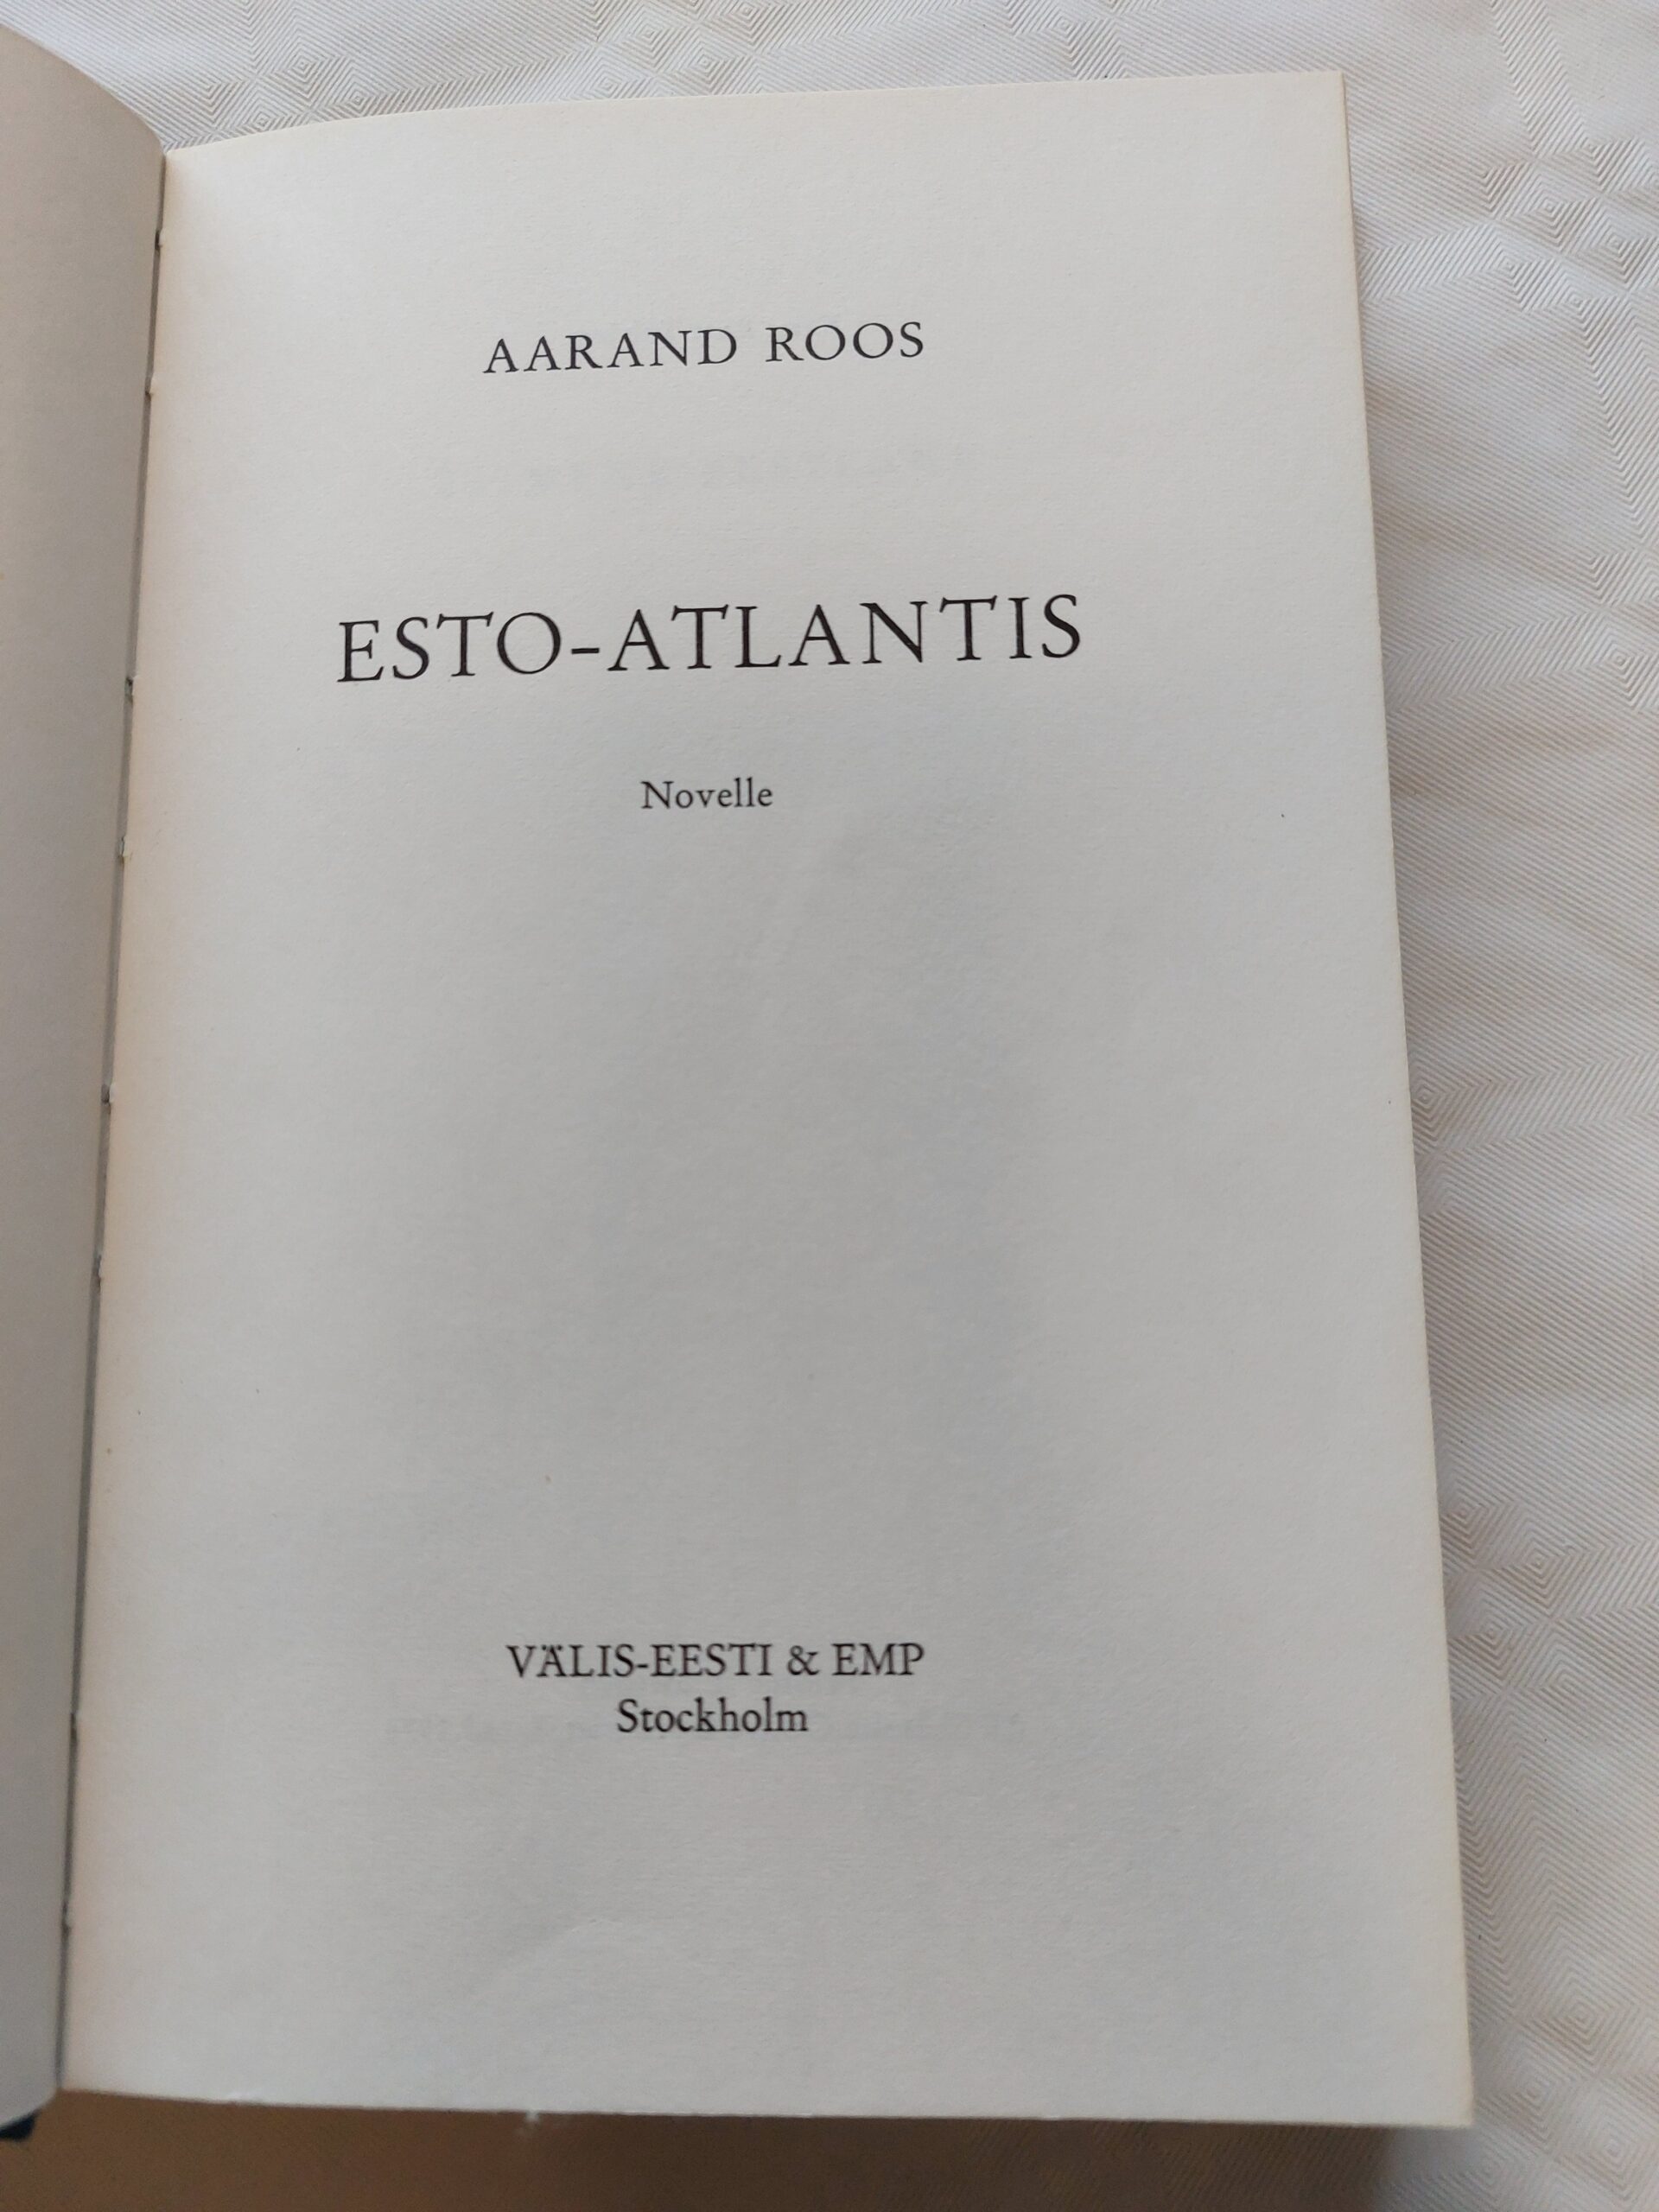 AARAND ROOS
ESTO-ATLANTIS
Novelle
VÄLIS-EESTI & EMP
Stockholm